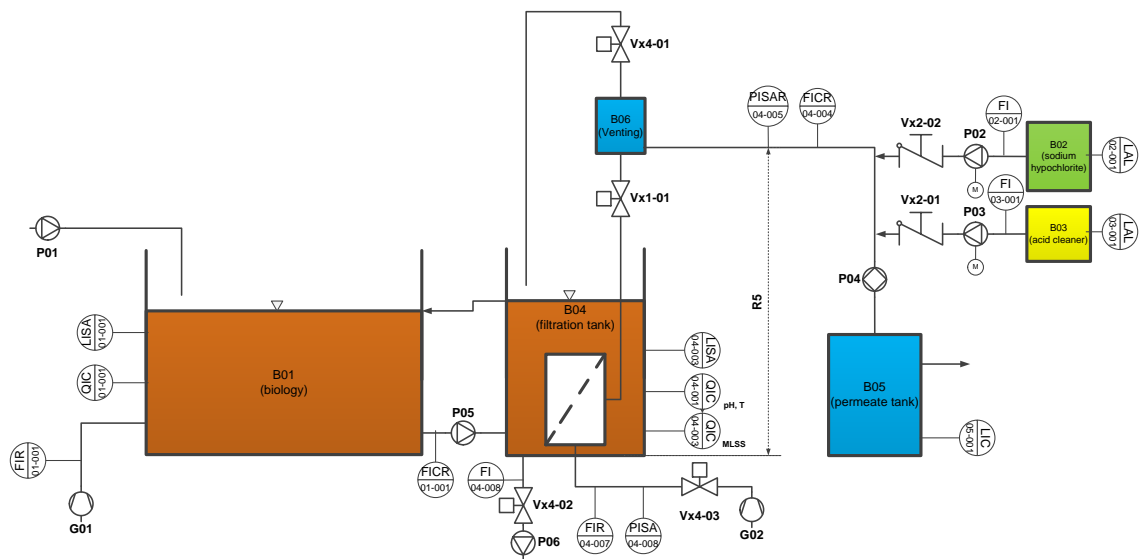 Vx4-01
PISAR
04-005
FICR
04-004
B06
(Venting)
Vx2-02
P02
FI
02-001
B02
(sodium
hypochlorite)
LAL
02-001
Vx1-01
FI
03-001
Vx2-01
P03
B03
(acid cleaner)
LAL
03-001
M
M
P01
P04
R5
B04
(filtration tank)
LISA
01-001
QIC
01-001
B01
(biology)
LISA
04-003
QIC
04-001
pH, T
QIC
04-003
MLSS
B05
(permeate tank)
LIC
05-001
P05
FIR
01-001
G01
FICR
01-001
FI
04-008
Vx4-02
P06
FIR
04-007
PISA
04-008
Vx4-03
G02